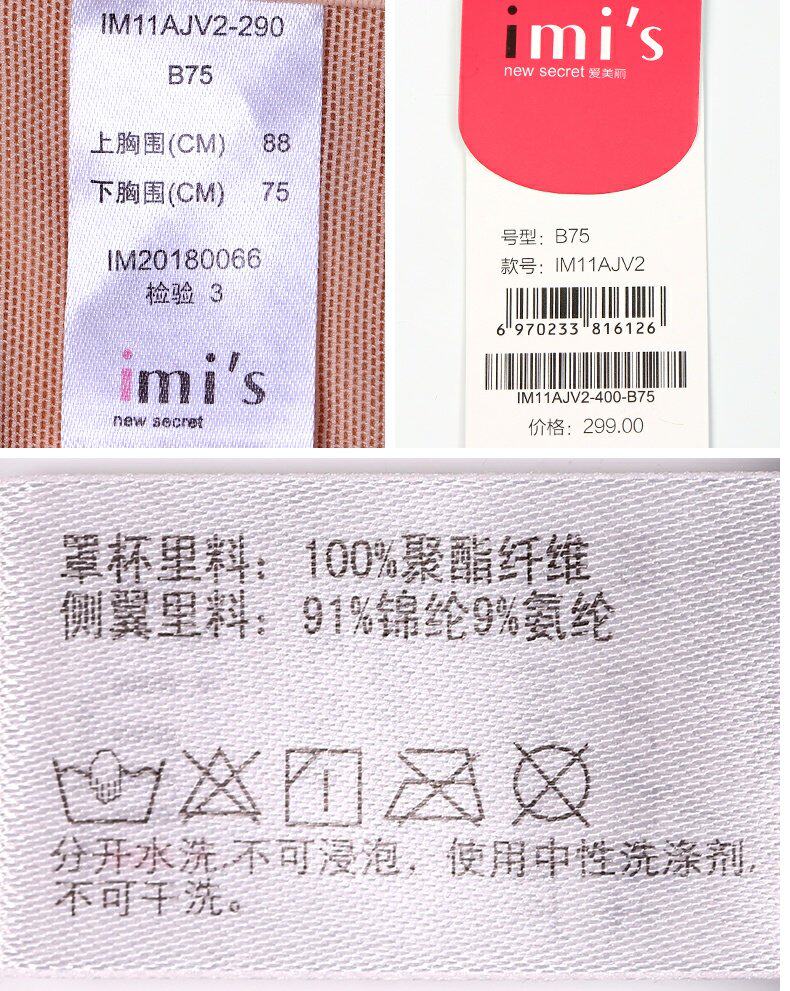 IM11AJV2-290
B75
上胸围(CM) 88
下胸围(CM) 75
IM20180066
检验 3
imi's
new secret
imi's
new secret 爱美丽
号型: B75
款号: IM11AJV2
6 970233 816126
IM11AJV2-400-B75
价格: 299.00
罩杯里料: 100%聚酯纤维
侧翼里料: 91%锦纶9%氨纶
分开水洗,不可浸泡, 使用中性洗涤剂,
不可干洗。